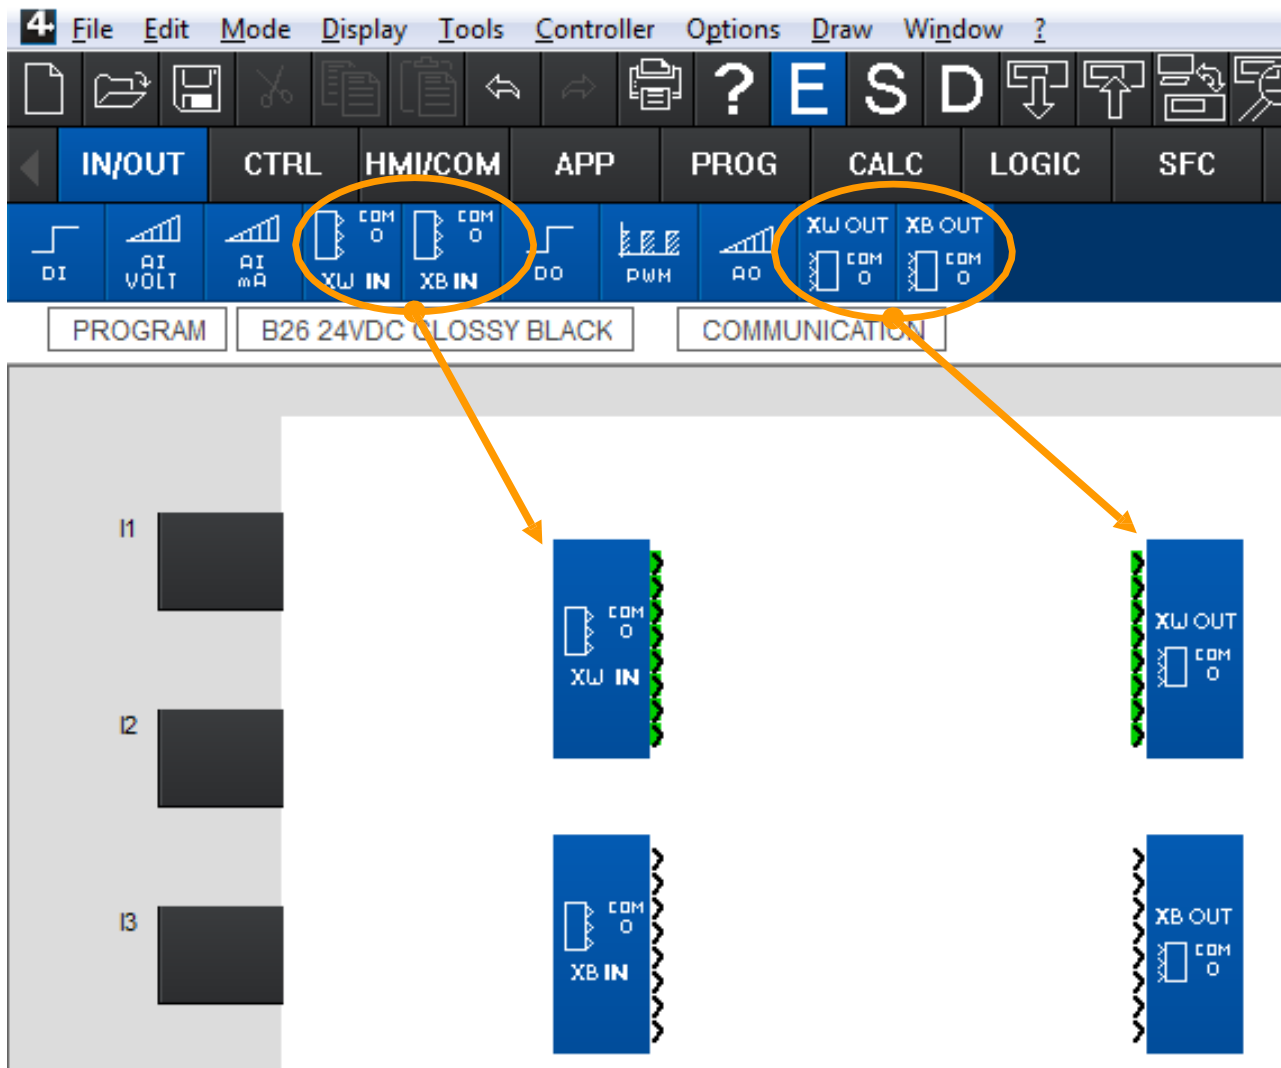 4 File Edit Mode Display Tools Controller Options Draw Window ?
? E S D
IN/OUT CTRL HMI/COM APP PROG CALC LOGIC SFC
DI AI VOLT AI mA COM 0 XW IN COM 0 XB IN DO PWM AO XW OUT COM 0 XB OUT COM 0
PROGRAM B26 24VDC GLOSSY BLACK COMMUNICATION
I1
COM
0
XW IN
XW OUT
COM
0
I2
I3
COM
0
XB IN
XB OUT
COM
0